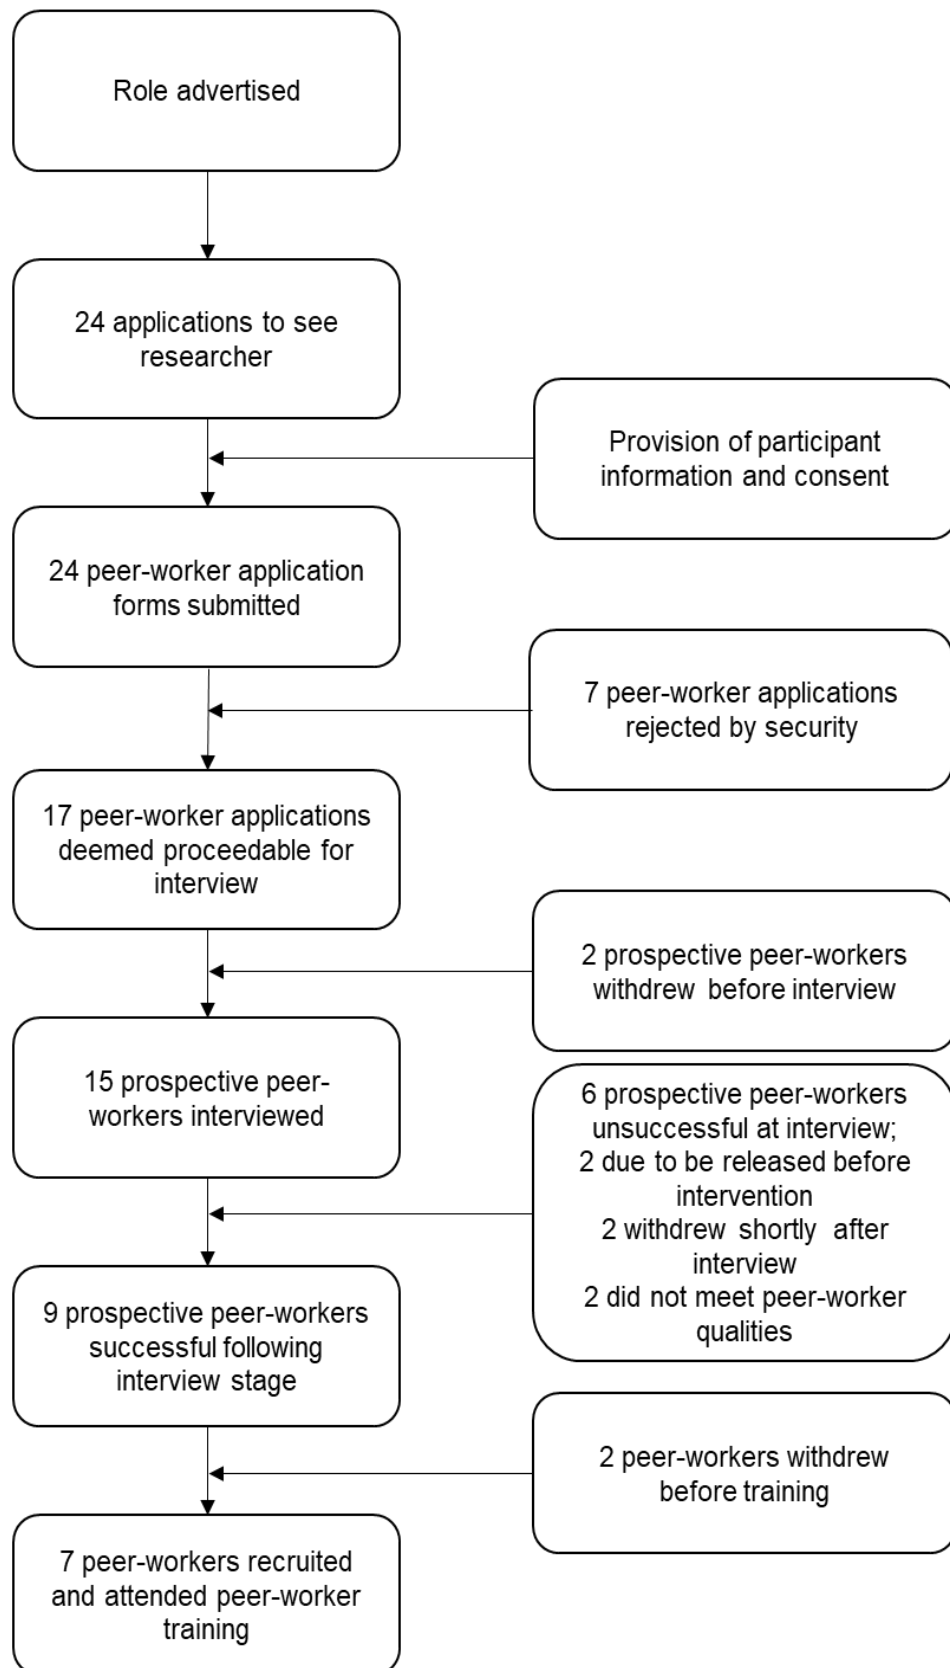 Role advertised
24 applications to see
researcher
Provision of participant
information and consent
24 peer-worker application
forms submitted
7 peer-worker applications
rejected by security
17 peer-worker applications
deemed proceedable for
interview
2 prospective peer-workers
withdrew before interview
15 prospective peer-
workers interviewed
6 prospective peer-workers
unsuccessful at interview;
2 due to be released before
intervention
2 withdrew shortly after
interview
2 did not meet peer-worker
qualities
9 prospective peer-workers
successful following
interview stage
2 peer-workers withdrew
before training
7 peer-workers recruited
and attended peer-worker
training